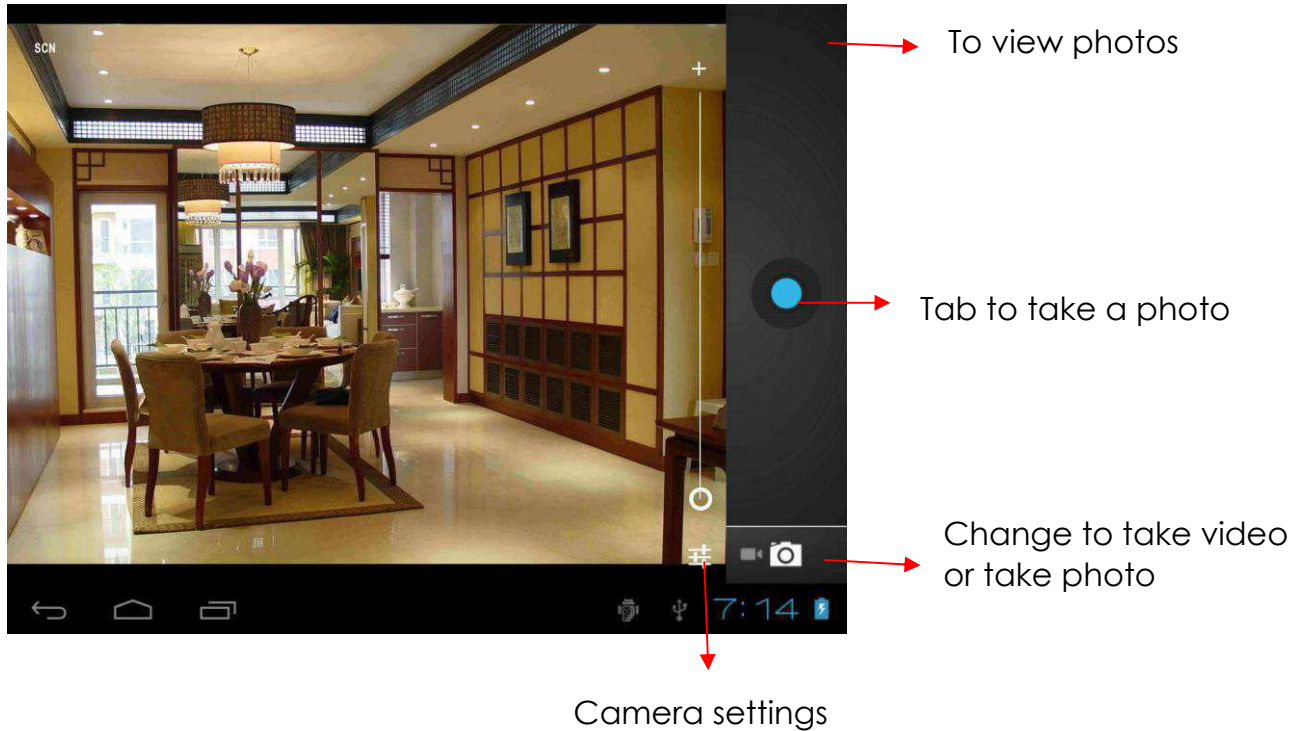 SCN
To view photos
Tab to take a photo
Change to take video
or take photo
7:14
Camera settings